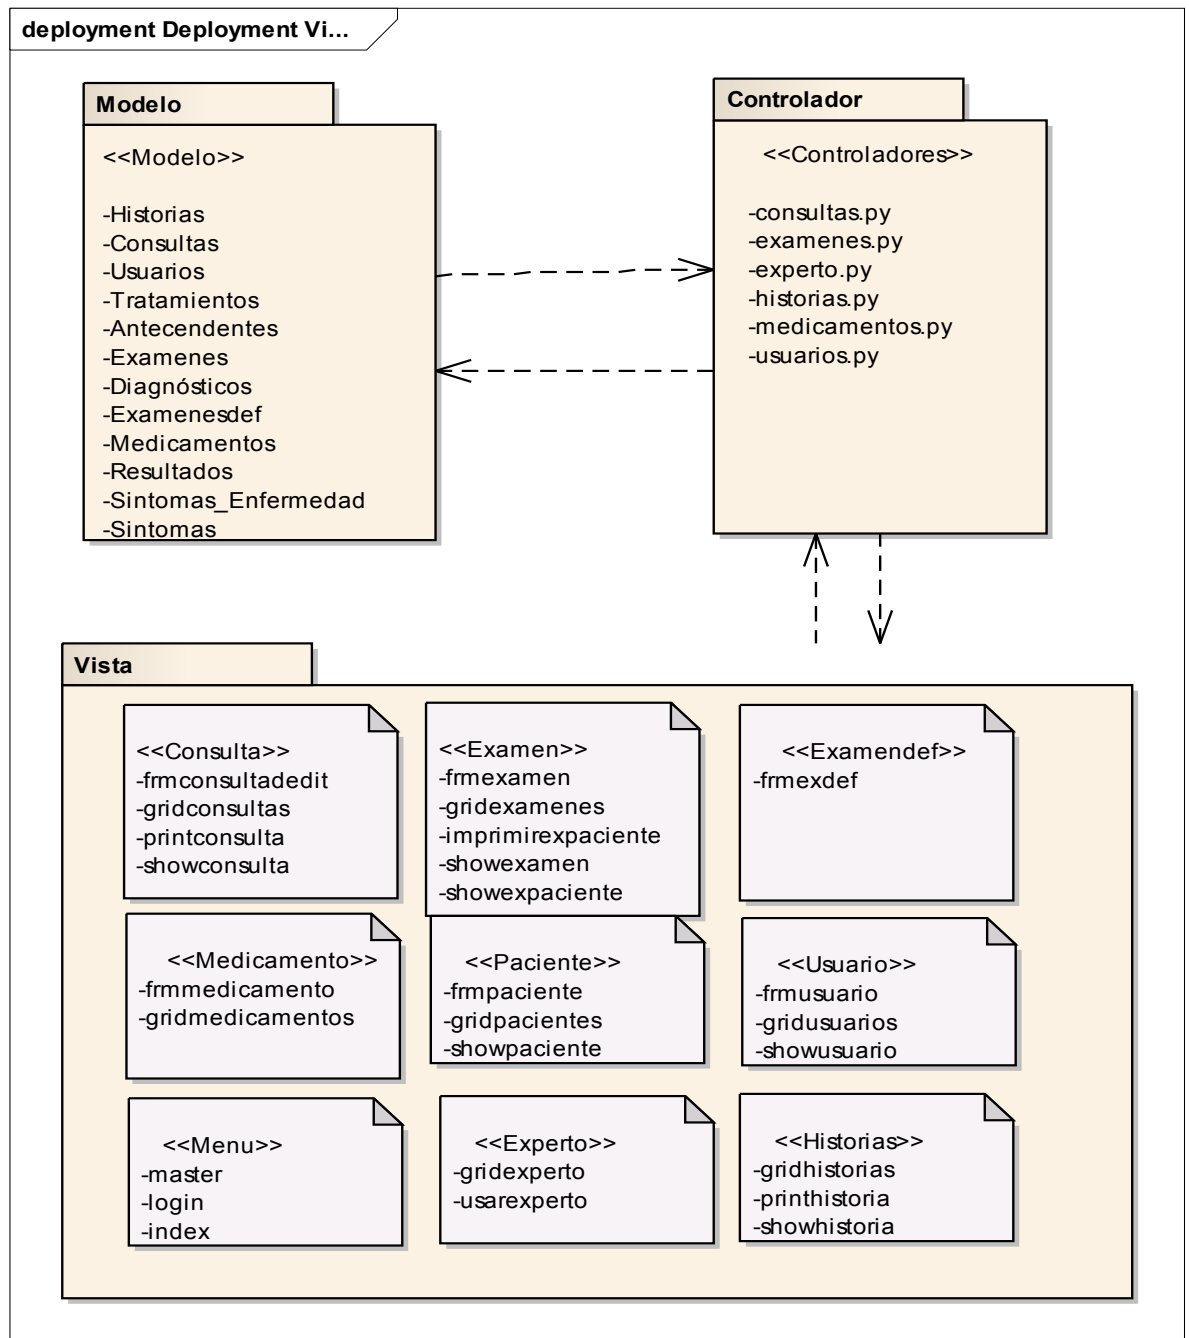 deployment Deployment Vi...
Modelo
<<Modelo>>
-Historias
-Consultas
-Usuarios
-Tratamientos
-Antecendentes
-Examenes
-Diagnósticos
-Examenesdef
-Medicamentos
-Resultados
-Sintomas_Enfermedad
-Sintomas
Controlador
<<Controladores>>
-consultas.py
-examenes.py
-experto.py
-historias.py
-medicamentos.py
-usuarios.py
Vista
<<Consulta>>
-frmconsultadedit
-gridconsultas
-printconsulta
-showconsulta
<<Examen>>
-frmexamen
-gridexamenes
-imprimirexpaciente
-showexamen
-showexpaciente
<<Examendef>>
-frmexdef
<<Medicamento>>
-frmmedicamento
-gridmedicamentos
<<Paciente>>
-frmpaciente
-gridpacientes
-showpaciente
<<Usuario>>
-frmusuario
-gridusuarios
-showusuario
<<Menu>>
-master
-login
-index
<<Experto>>
-gridexperto
-usarexperto
<<Historias>>
-gridhistorias
-printhistoria
-showhistoria